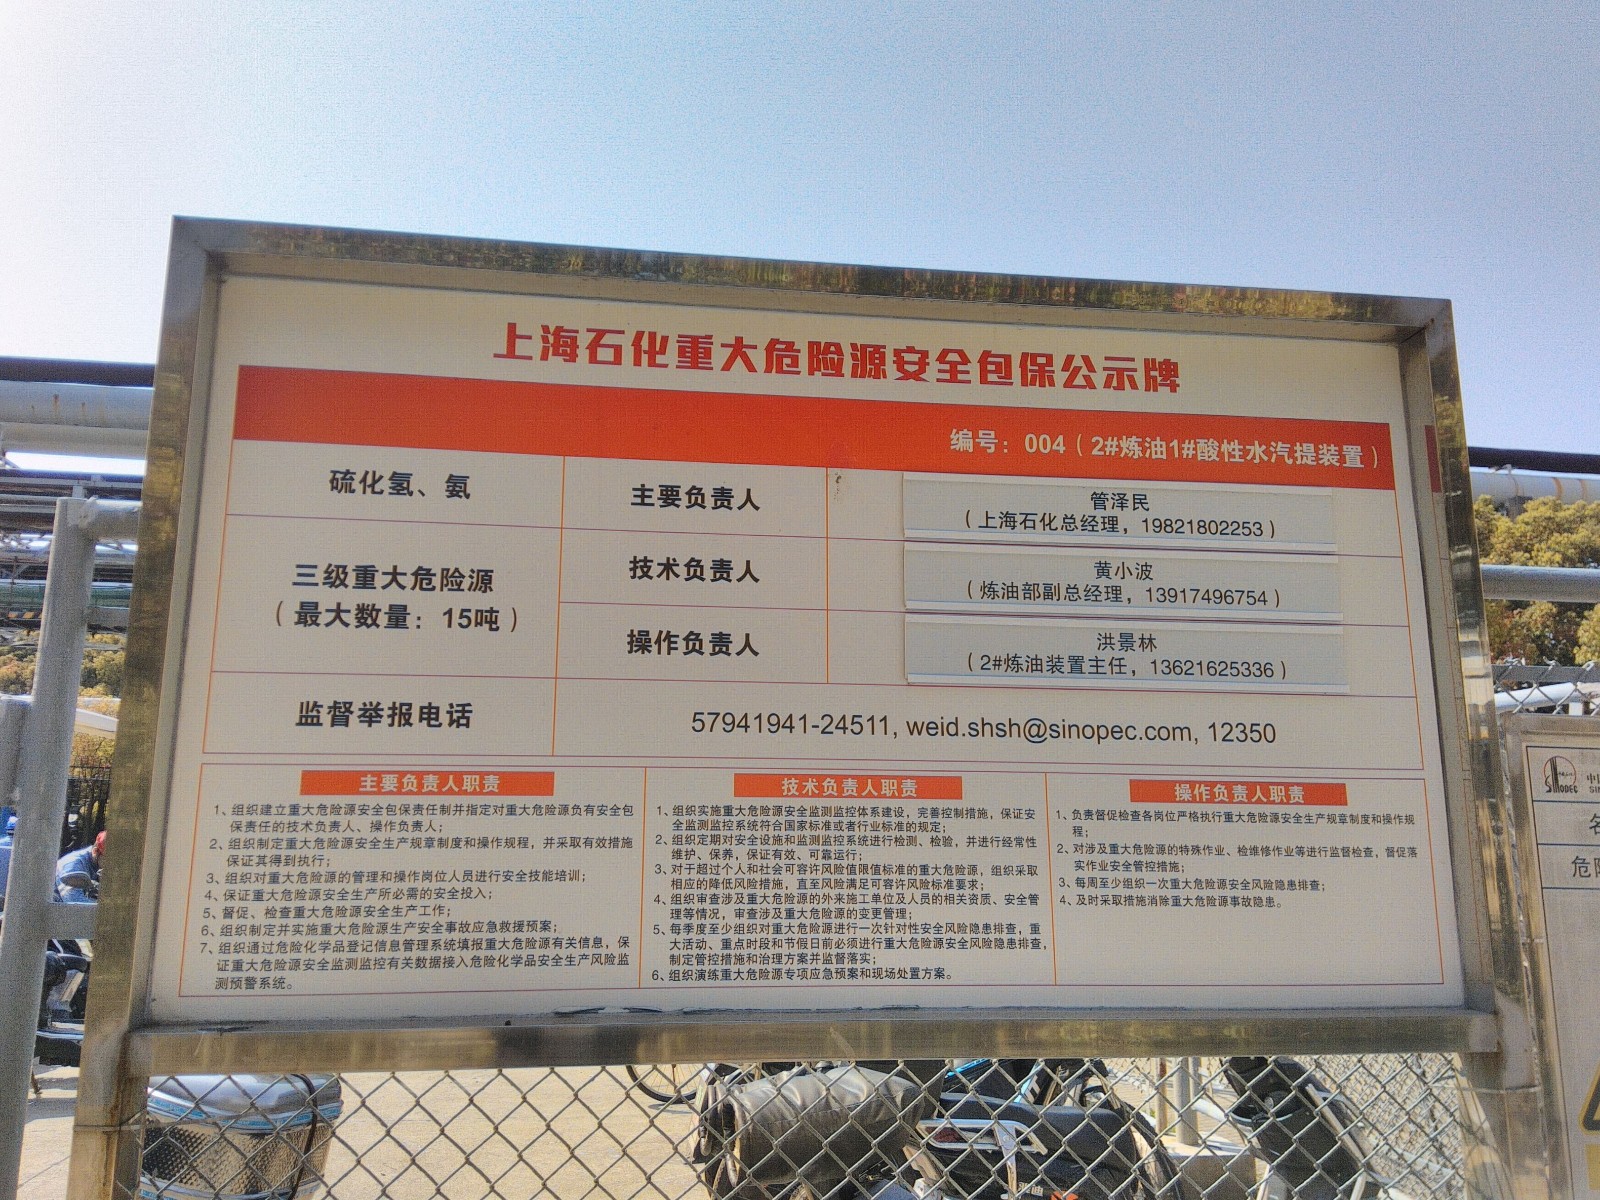 上海石化重大危险源安全包保公示牌
编号：004（2#炼油1#酸性水汽提装置）
硫化氢、氨
主要负责人
管泽民
（上海石化总经理，19821802253）
三级重大危险源
（最大数量：15吨）
技术负责人
黄小波
（炼油部副总经理，13917496754）
操作负责人
洪景林
（2#炼油装置主任，13621625336）
监督举报电话
57941941-24511, weid.shsh@sinopec.com, 12350
主要负责人职责
1、组织建立重大危险源安全包保责任制并指定对重大危险源负有安全包
保责任的技术负责人、操作负责人；
2、组织制定重大危险源安全生产规章制度和操作规程，并采取有效措施
保证其得到执行；
3、组织对重大危险源的管理和操作岗位人员进行安全技能培训；
4、保证重大危险源安全生产所必需的安全投入；
5、督促、检查重大危险源安全生产工作；
6、组织制定并实施重大危险源生产安全事故应急救援预案；
7、组织通过危险化学品登记信息管理系统填报重大危险源有关信息，保
证重大危险源安全监测监控有关数据接入危险化学品安全生产风险监
测预警系统。
技术负责人职责
1、组织实施重大危险源安全监测监控体系建设，完善控制措施，保证安
全监测监控系统符合国家标准或者行业标准的规定；
2、组织定期对安全设施和监测监控系统进行检测、检验，并进行经常性
维护、保养，保证有效、可靠运行；
3、对于超过个人和社会可容许风险值限值标准的重大危险源，组织采取
相应的降低风险措施，直至风险满足可容许风险标准要求；
4、组织审查涉及重大危险源的外来施工单位及人员的相关资质、安全管
理等情况，审查涉及重大危险源的变更管理；
5、每季度至少组织对重大危险源进行一次针对性安全风险隐患排查，重
大活动、重点时段和节假日前必须进行重大危险源安全风险隐患排查，
制定管控措施和治理方案并监督落实；
6、组织演练重大危险源专项应急预案和现场处置方案。
操作负责人职责
1、负责督促检查各岗位严格执行重大危险源安全生产规章制度和操作规
程；
2、对涉及重大危险源的特殊作业、检维修作业等进行监督检查，督促落
实作业安全管控措施；
3、每周至少组织一次重大危险源安全风险隐患排查；
4、及时采取措施消除重大危险源事故隐患。
SINOPEC
中
SIN
危险